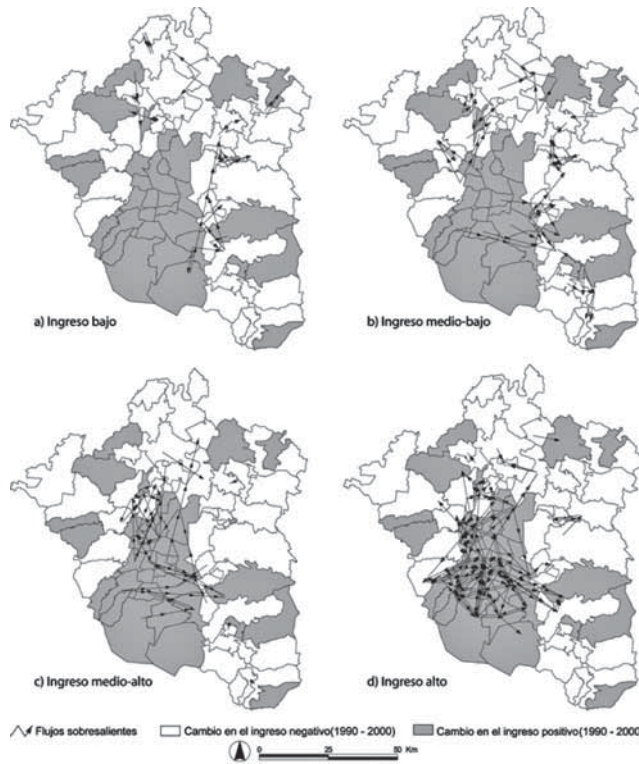 a) Ingreso bajo
b) Ingreso medio-bajo
c) Ingreso medio-alto
d) Ingreso alto
Flujos sobresalientes
Cambio en el ingreso negativo(1990 - 2000)
Cambio en el ingreso positivo(1990 - 2000
0 25 50 Km